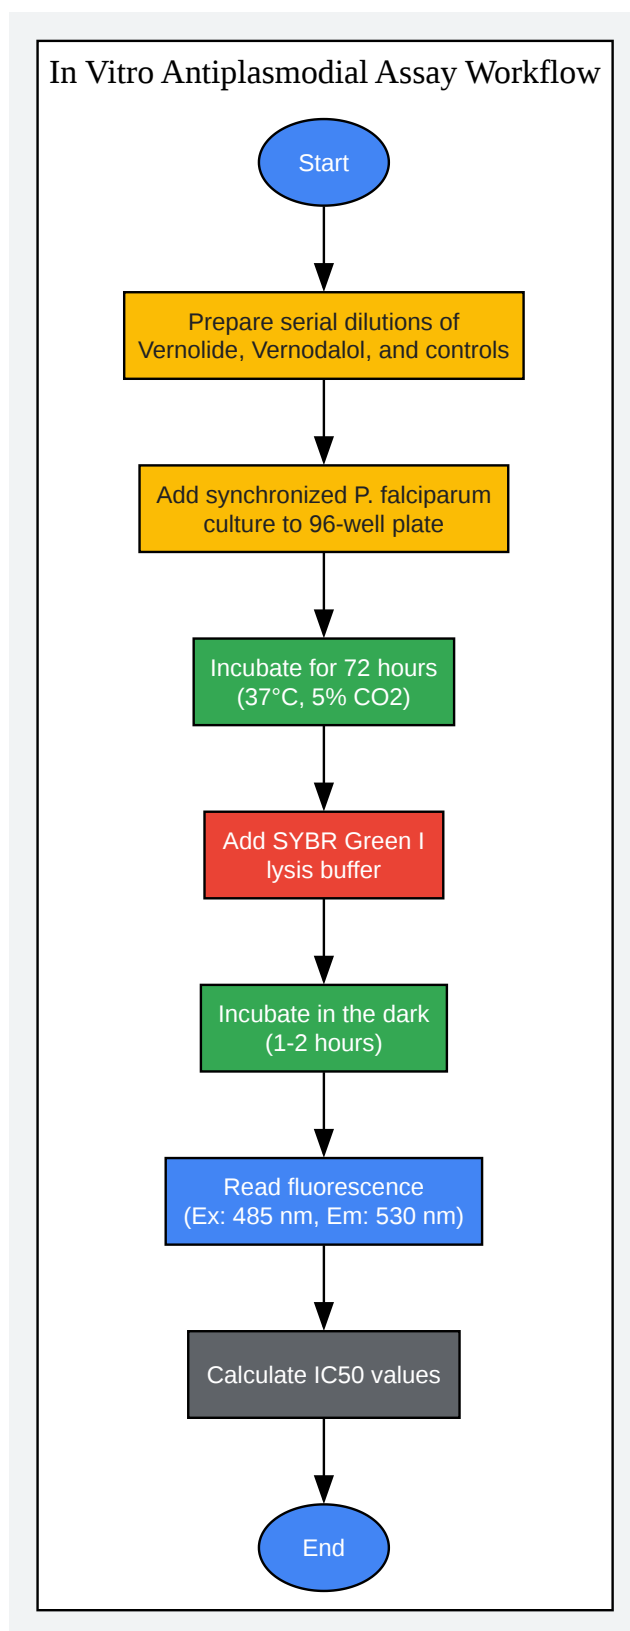 In Vitro Antiplasmodial Assay Workflow
Start
Prepare serial dilutions of
Vernolide, Vernodalol, and controls
Add synchronized P. falciparum
culture to 96-well plate
Incubate for 72 hours
(37°C, 5% CO2)
Add SYBR Green I
lysis buffer
Incubate in the dark
(1-2 hours)
Read fluorescence
(Ex: 485 nm, Em: 530 nm)
Calculate IC50 values
End